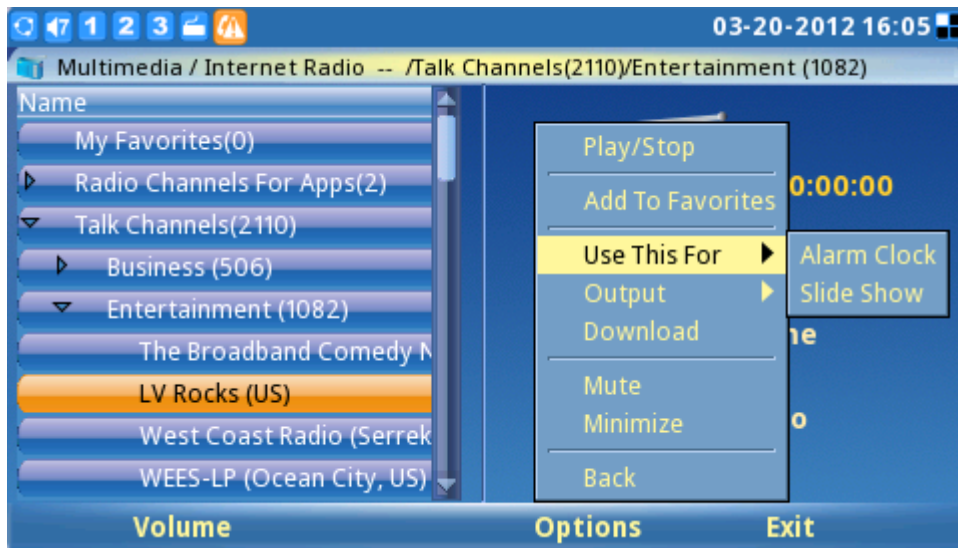 47 1 2 3 03-20-2012 16:05
Multimedia / Internet Radio -- /Talk Channels(2110)/Entertainment (1082)
Name
My Favorites(0)
Radio Channels For Apps(2)
Talk Channels(2110)
Business (506)
Entertainment (1082)
The Broadband Comedy N
LV Rocks (US)
West Coast Radio (Serrek
WEES-LP (Ocean City, US)
Play/Stop
Add To Favorites
Use This For
Output
Download
Mute
Minimize
Back
Alarm Clock
Slide Show
0:00:00
ne
o
Volume Options Exit